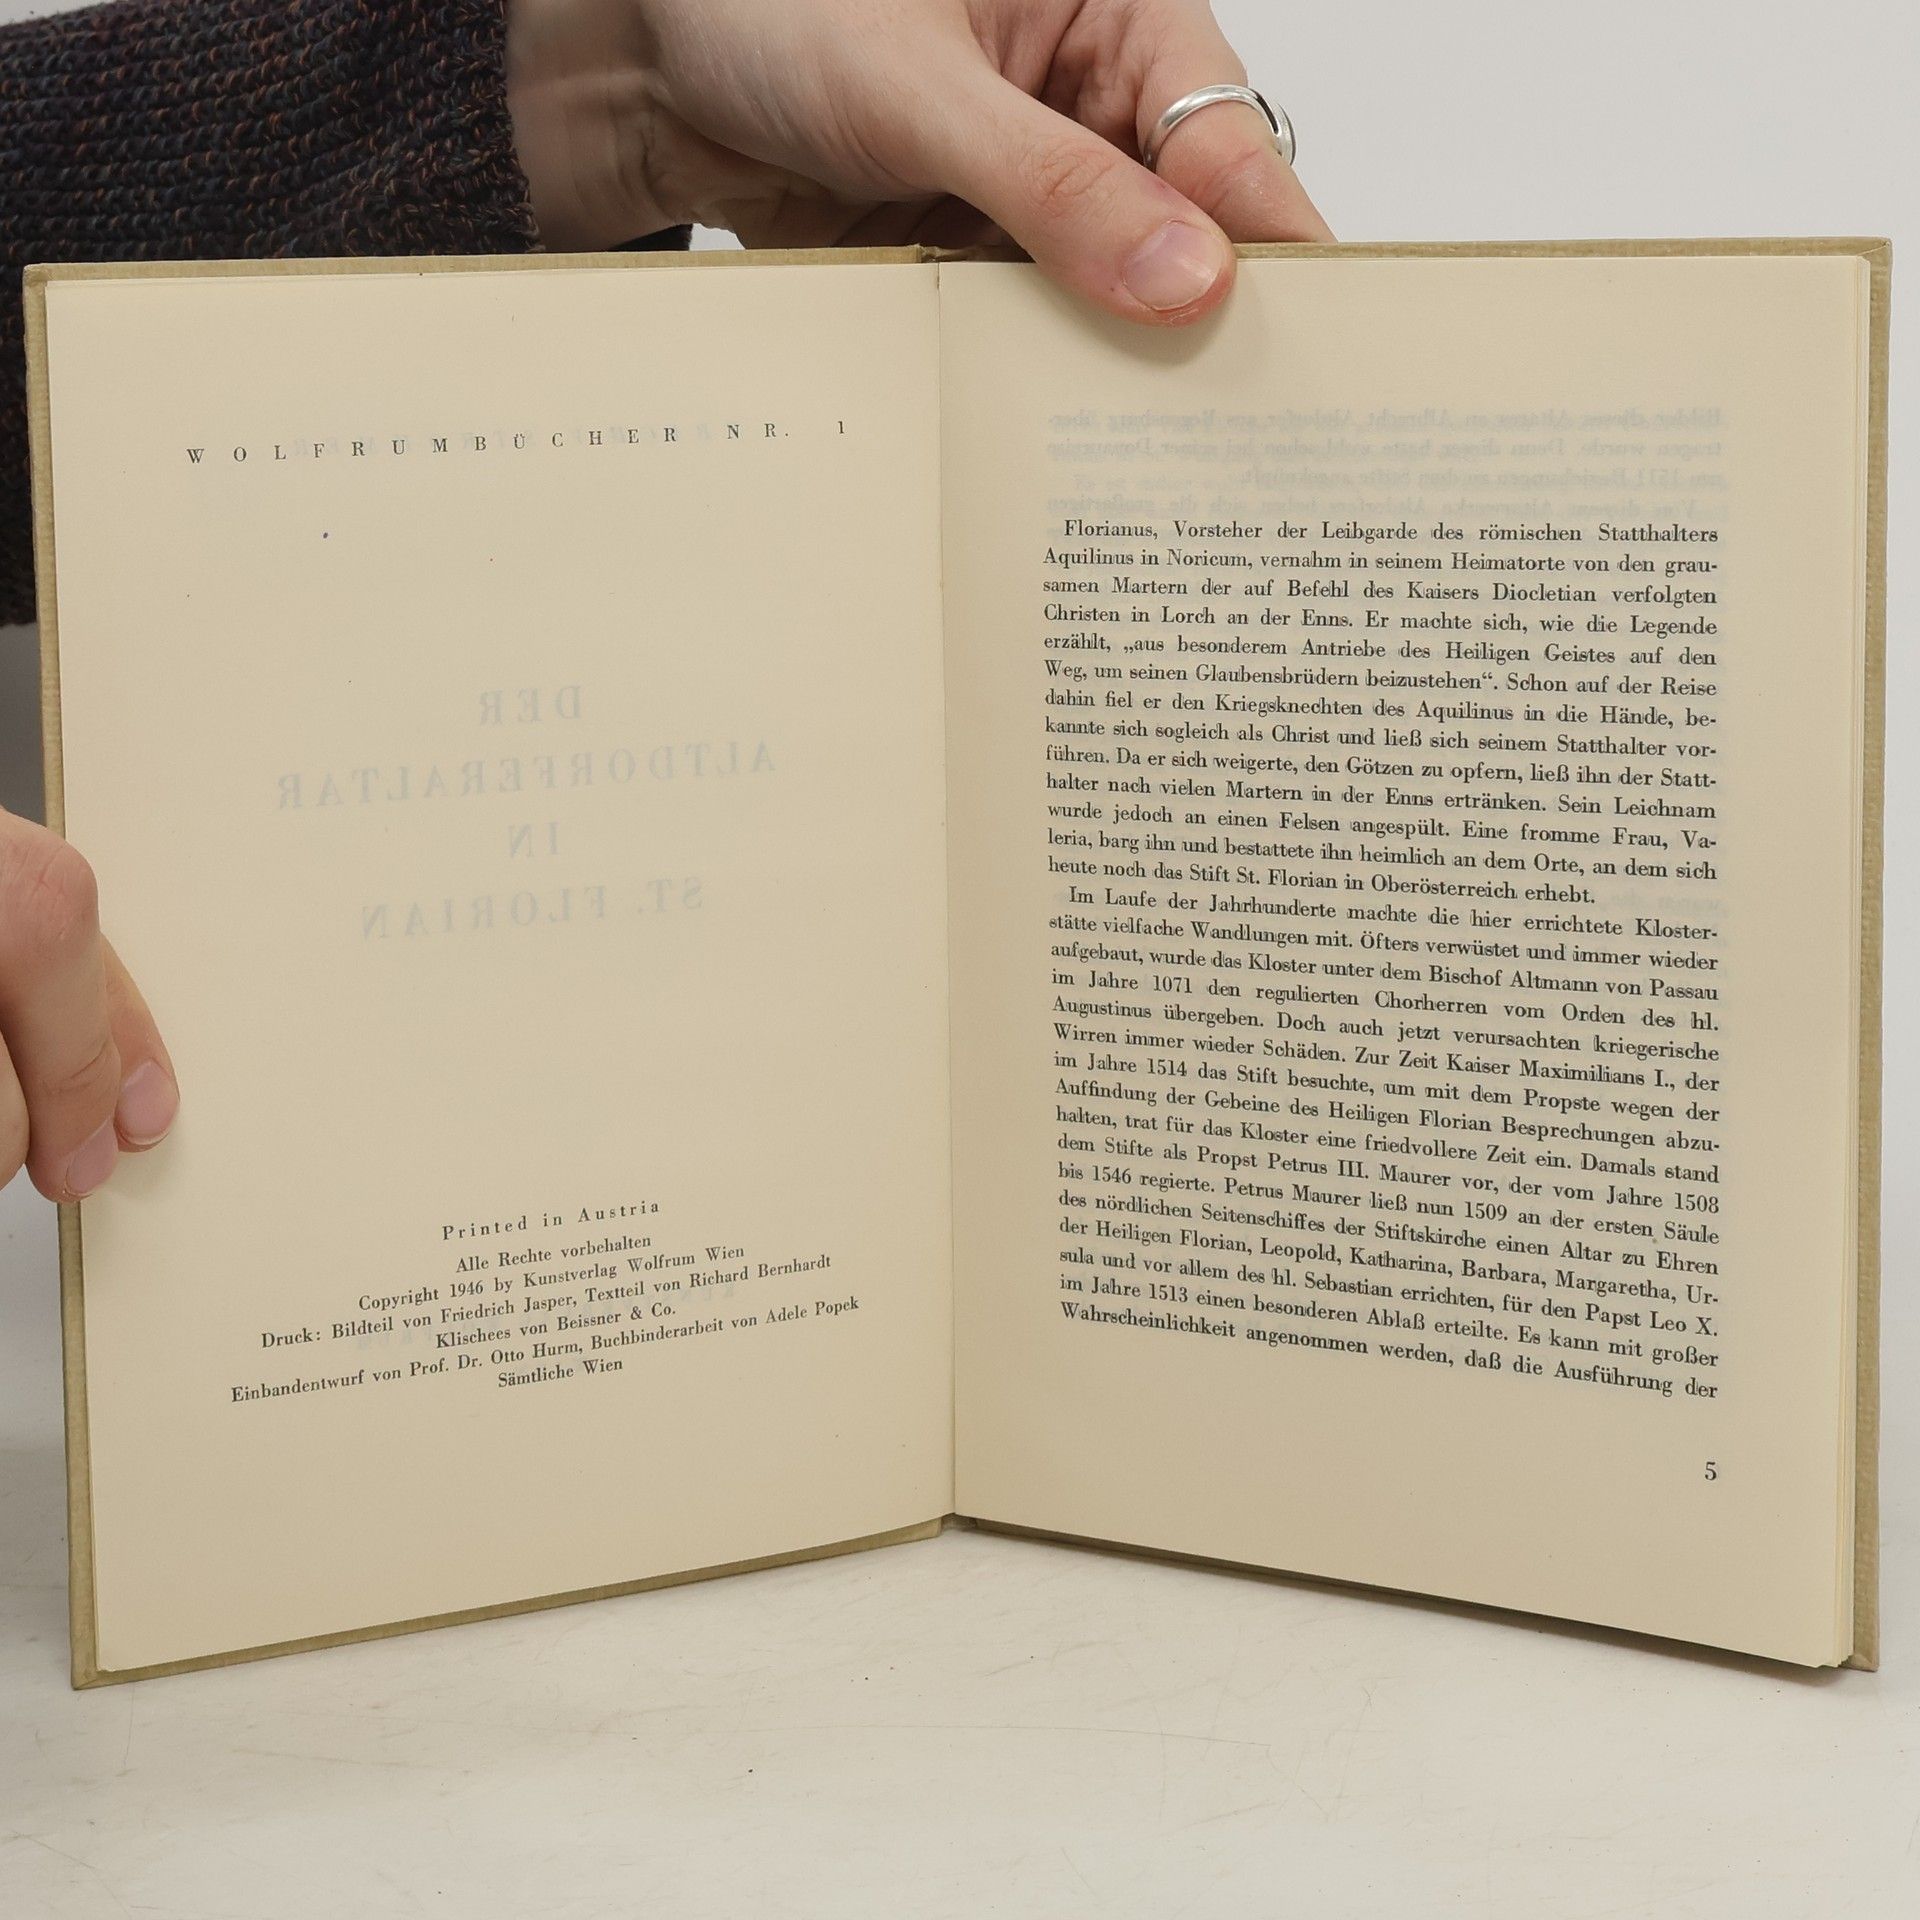 WOLFRUMBÜCHER NR. 1
DER
ALTDORFERALTAR
IN
ST. FLORIAN
Printed in Austria
Alle Rechte vorbehalten
Copyright 1946 by Kunstverlag Wolfrum Wien
Druck: Bildteil von Friedrich Jasper, Textteil von Richard Bernhardt
Klischees von Beissner & Co.
Einbandentwurf von Prof. Dr. Otto Hurm, Buchbinderarbeit von Adele Popek
Sämtliche Wien
Florianus, Vorsteher der Leibgarde des römischen Statthalters
Aquilinus in Noricum, vernahm in seinem Heimatorte von den grau-
samen Martern der auf Befehl des Kaisers Diocletian verfolgten
Christen in Lorch an der Enns. Er machte sich, wie die Legende
erzählt, „aus besonderem Antriebe des Heiligen Geistes auf den
Weg, um seinen Glaubensbrüdern beizustehen“. Schon auf der Reise
dahin fiel er den Kriegsknechten des Aquilinus in die Hände, be-
kannte sich sogleich als Christ und ließ sich seinem Statthalter vor-
führen. Da er sich weigerte, den Götzen zu opfern, ließ ihn der Statt-
halter nach vielen Martern in der Enns ertränken. Sein Leichnam
wurde jedoch an einen Felsen angespült. Eine fromme Frau, Va-
leria, barg ihn und bestattete ihn heimlich an dem Orte, an dem sich
heute noch das Stift St. Florian in Oberösterreich erhebt.
Im Laufe der Jahrhunderte machte die hier errichtete Kloster-
stätte vielfache Wandlungen mit. Öfters verwüstet und immer wieder
aufgebaut, wurde das Kloster unter dem Bischof Altmann von Passau
im Jahre 1071 den regulierten Chorherren vom Orden des hl.
Augustinus übergeben. Doch auch jetzt verursachten kriegerische
Wirren immer wieder Schäden. Zur Zeit Kaiser Maximilians I., der
im Jahre 1514 das Stift besuchte, um mit dem Propste wegen der
Auffindung der Gebeine des Heiligen Florian Besprechungen abzu-
halten, trat für das Kloster eine friedvollere Zeit ein. Damals stand
dem Stifte als Propst Petrus III. Maurer vor, der vom Jahre 1508
bis 1546 regierte. Petrus Maurer ließ nun 1509 an der ersten Säule
des nördlichen Seitenschiffes der Stiftskirche einen Altar zu Ehren
der Heiligen Florian, Leopold, Katharina, Barbara, Margaretha, Ur-
sula und vor allem des hl. Sebastian errichten, für den Papst Leo X.
im Jahre 1513 einen besonderen Ablaß erteilte. Es kann mit großer
Wahrscheinlichkeit angenommen werden, daß die Ausführung der
5